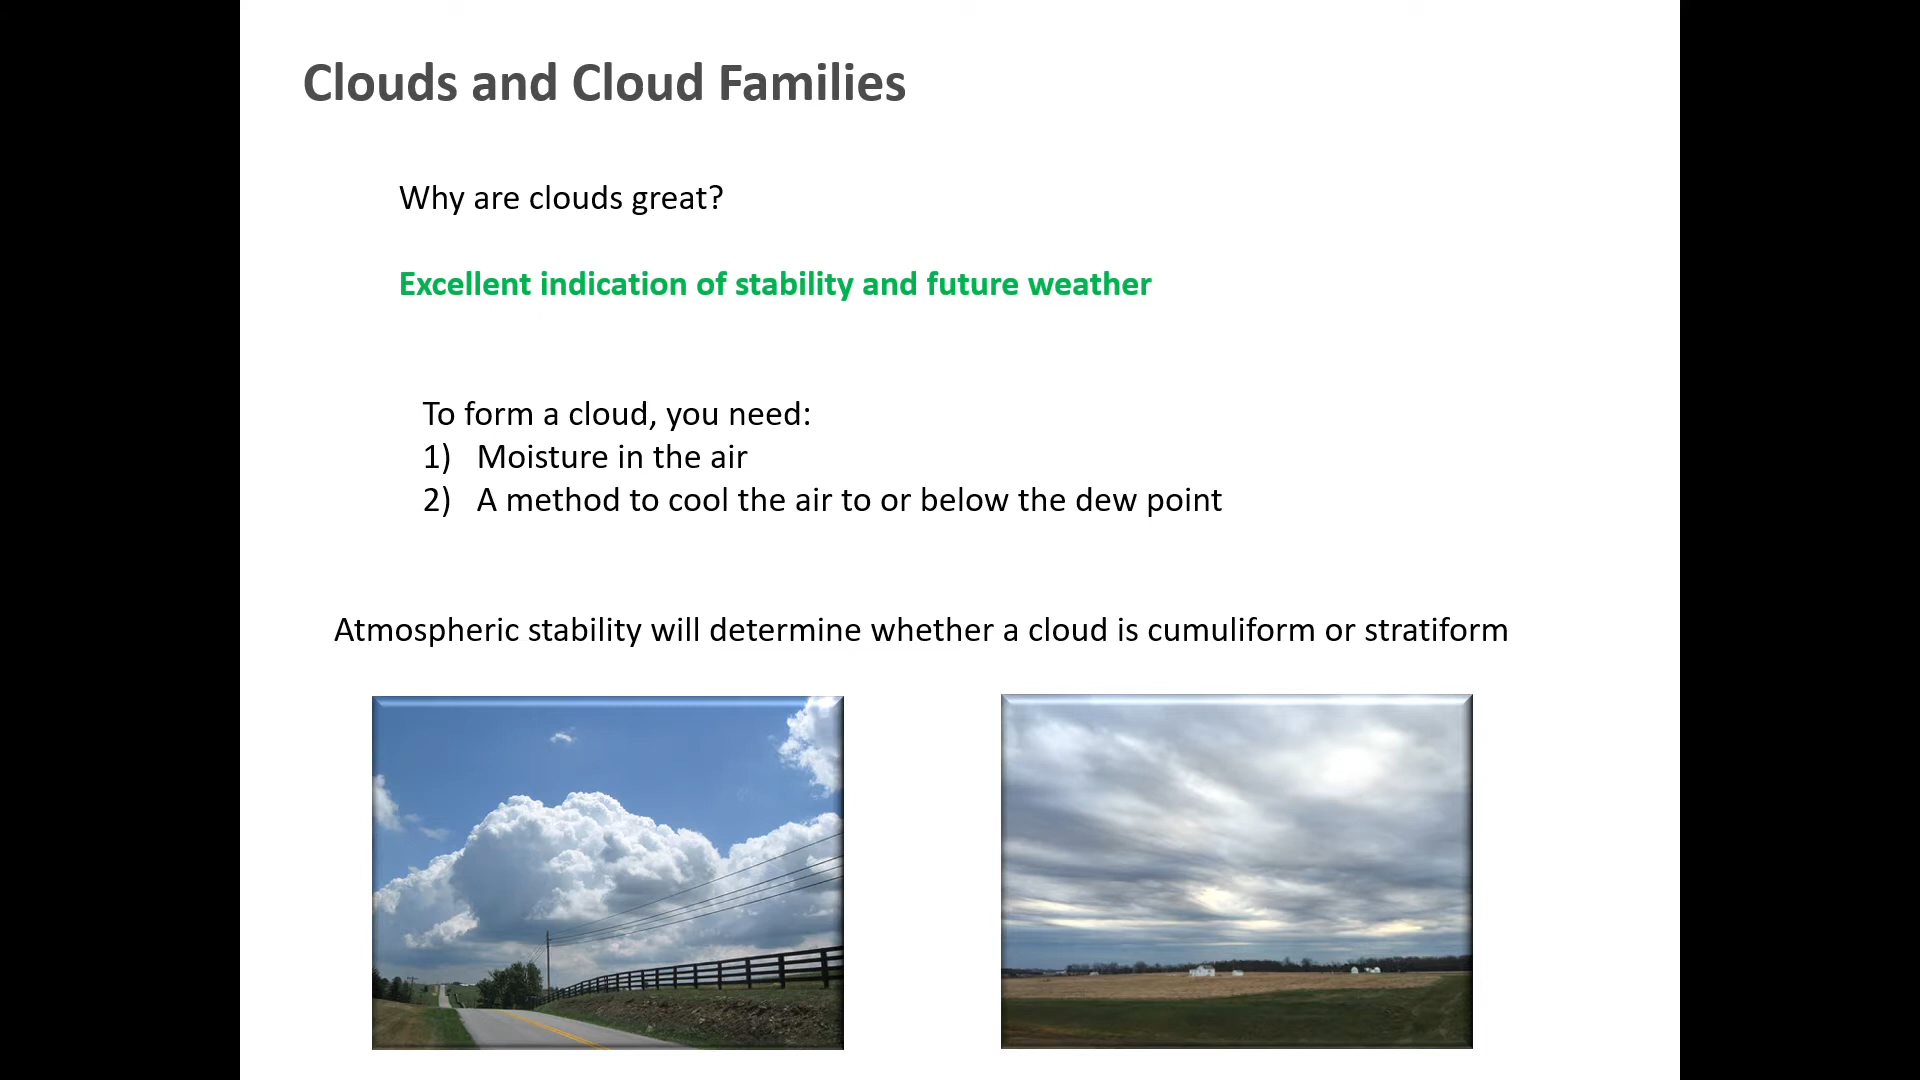 Clouds and Cloud Families
Why are clouds great?
Excellent indication of stability and future weather
To form a cloud, you need:
1) Moisture in the air
2) A method to cool the air to or below the dew point
Atmospheric stability will determine whether a cloud is cumuliform or stratiform